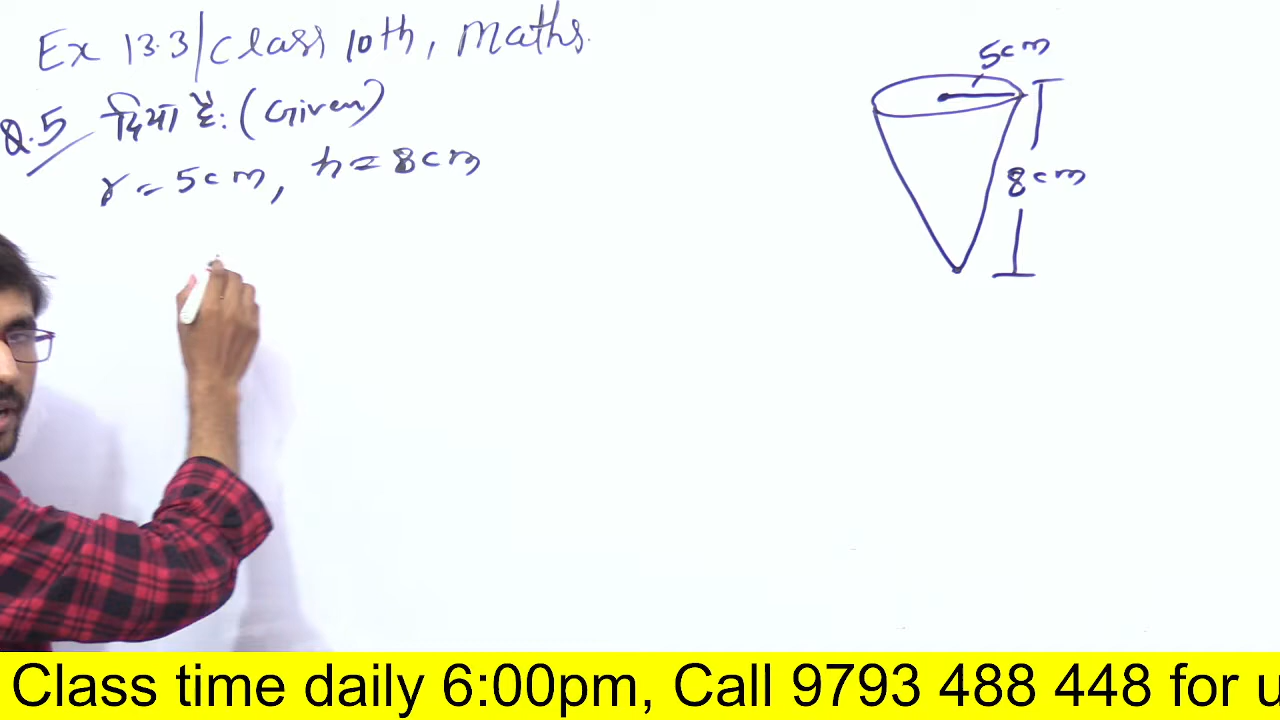 Ex 13.3/Class 10th, Maths.
Q.5 दिया है: (Given)
r = 5cm, h = 8cm
5cm
8cm
Class time daily 6:00pm, Call 9793 488 448 for u